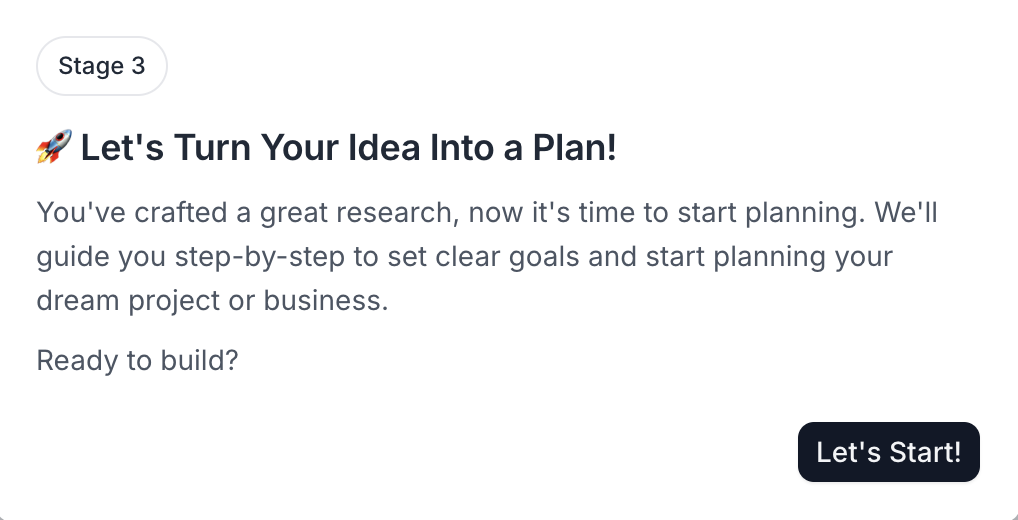 Stage 3
🚀 Let's Turn Your Idea Into a Plan!
You've crafted a great research, now it's time to start planning. We'll
guide you step-by-step to set clear goals and start planning your
dream project or business.
Ready to build?
Let's Start!